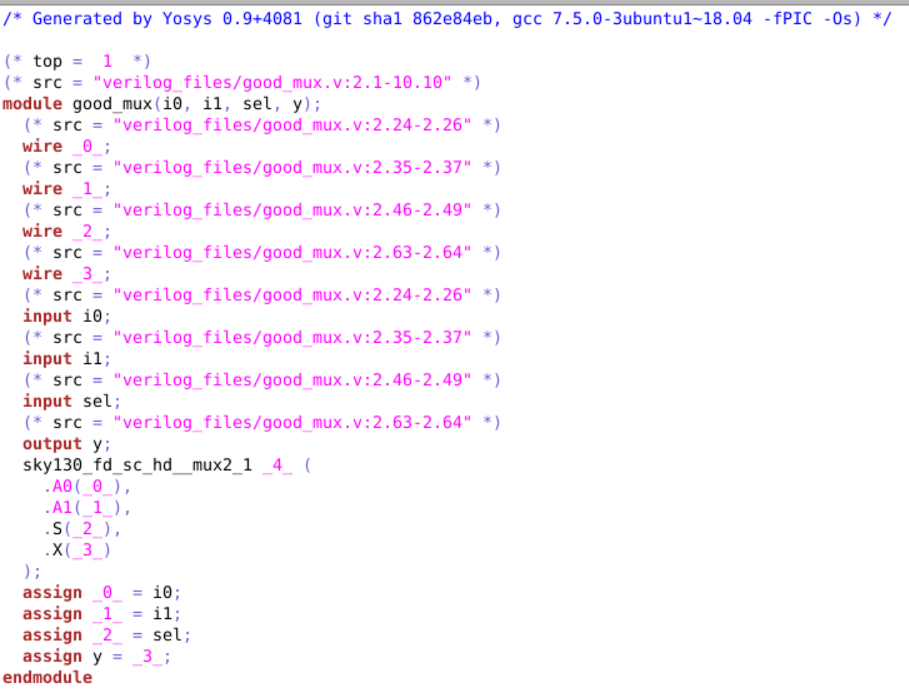 /* Generated by Yosys 0.9+4081 (git sha1 862e84eb, gcc 7.5.0-3ubuntu1~18.04 -fPIC -Os) */
(* top =  1  *)
(* src = "verilog_files/good_mux.v:2.1-10.10" *)
module good_mux(i0, i1, sel, y);
  (* src = "verilog_files/good_mux.v:2.24-2.26" *)
  wire _0_;
  (* src = "verilog_files/good_mux.v:2.35-2.37" *)
  wire _1_;
  (* src = "verilog_files/good_mux.v:2.46-2.49" *)
  wire _2_;
  (* src = "verilog_files/good_mux.v:2.63-2.64" *)
  wire _3_;
  (* src = "verilog_files/good_mux.v:2.24-2.26" *)
  input i0;
  (* src = "verilog_files/good_mux.v:2.35-2.37" *)
  input i1;
  (* src = "verilog_files/good_mux.v:2.46-2.49" *)
  input sel;
  (* src = "verilog_files/good_mux.v:2.63-2.64" *)
  output y;
  sky130_fd_sc_hd__mux2_1 _4_ (
    .A0(_0_),
    .A1(_1_),
    .S(_2_),
    .X(_3_)
  );
  assign _0_ = i0;
  assign _1_ = i1;
  assign _2_ = sel;
  assign y = _3_;
endmodule